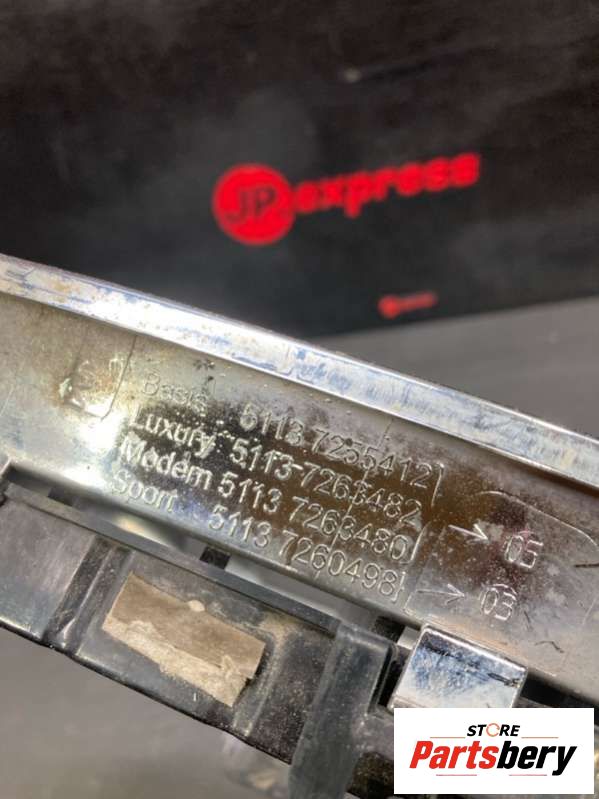 JP.express
Basis 5113 7255412
Luxury 5113-7263482
Modern 5113 7263480 → 05
Sport 5113 7260498 → 03
STORE
Partsbery